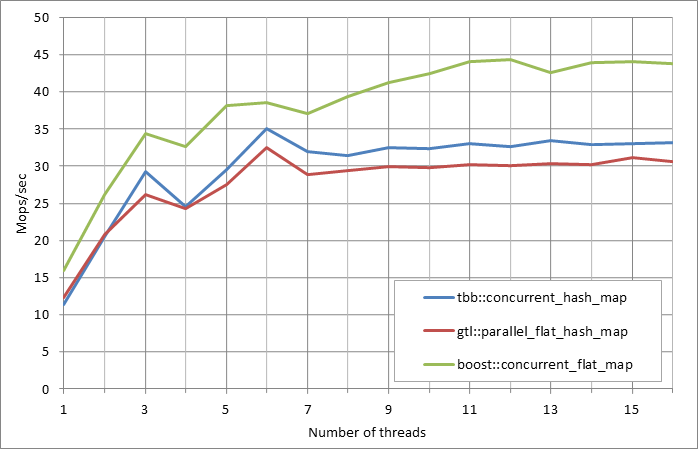 50
45
40
35
30
25
20
15
10
5
0
Mops/sec
tbb::concurrent_hash_map
gtl::parallel_flat_hash_map
boost::concurrent_flat_map
1 3 5 7 9 11 13 15
Number of threads